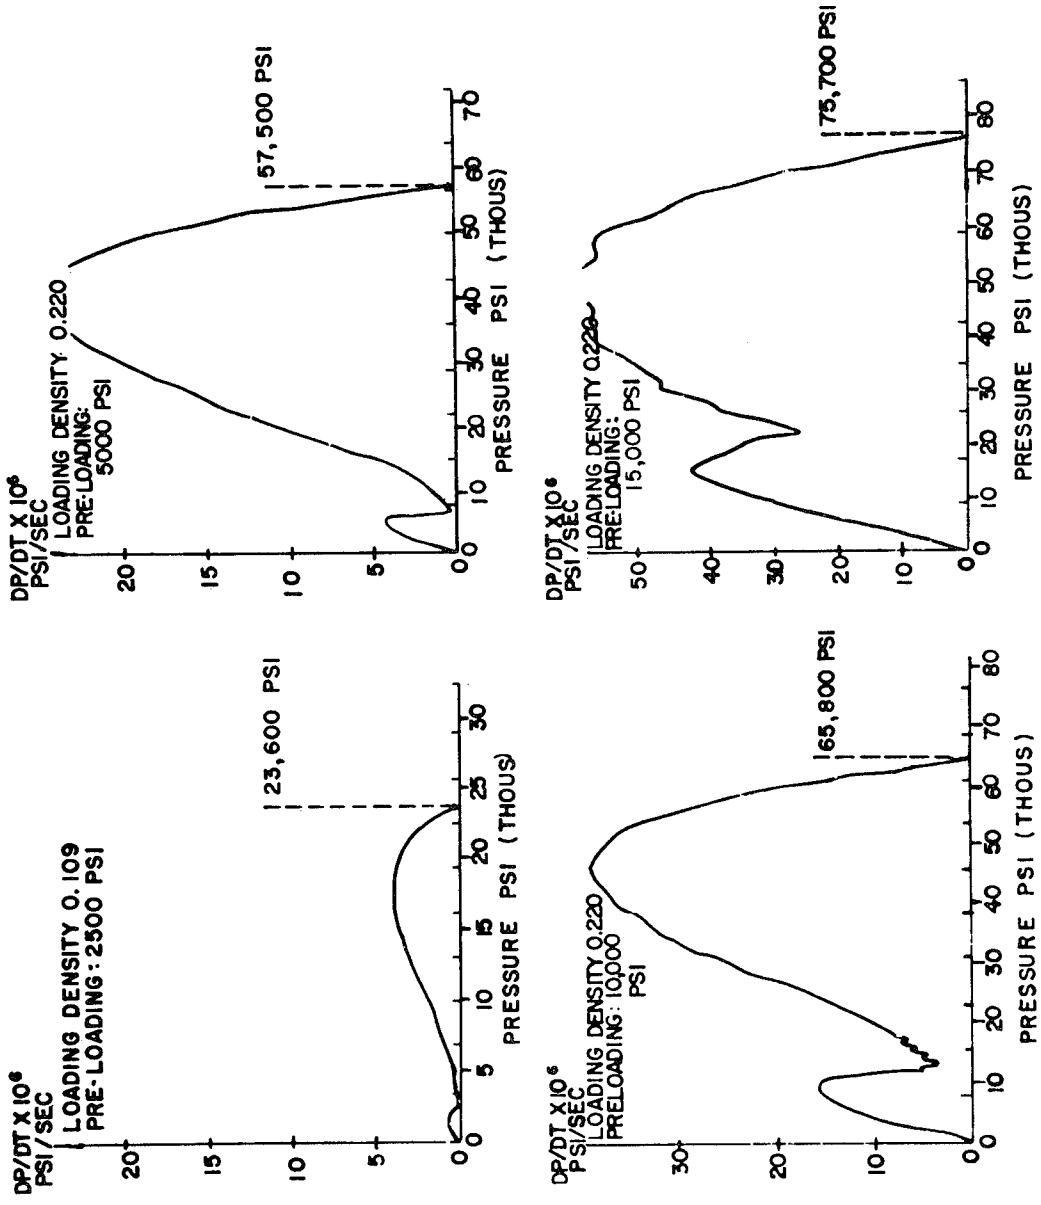 DP/DT X 10⁶
PSI/SEC
LOADING DENSITY 0.109
PRE-LOADING: 2500 PSI
20
15
10
5
0
23,600 PSI
0 5 10 15 20 25 30
PRESSURE PSI (THOUS)
DP/DT X 10⁶
PSI/SEC
LOADING DENSITY 0.220
PRE-LOADING:
5000 PSI
20
15
10
5
0
57,500 PSI
0 10 20 30 40 50 60 70
PRESSURE PSI (THOUS)
DP/DT X 10⁶
PSI/SEC
LOADING DENSITY 0.220
PRELOADING: 10,000
PSI
30
20
10
0
65,800 PSI
0 10 20 30 40 50 60 70 80
PRESSURE PSI (THOUS)
DP/DT X 10⁶
PSI/SEC
LOADING DENSITY 0.220
PRE-LOADING:
15,000 PSI
50
40
30
20
10
0
75,700 PSI
0 10 20 30 40 50 60 70 80
PRESSURE PSI (THOUS)